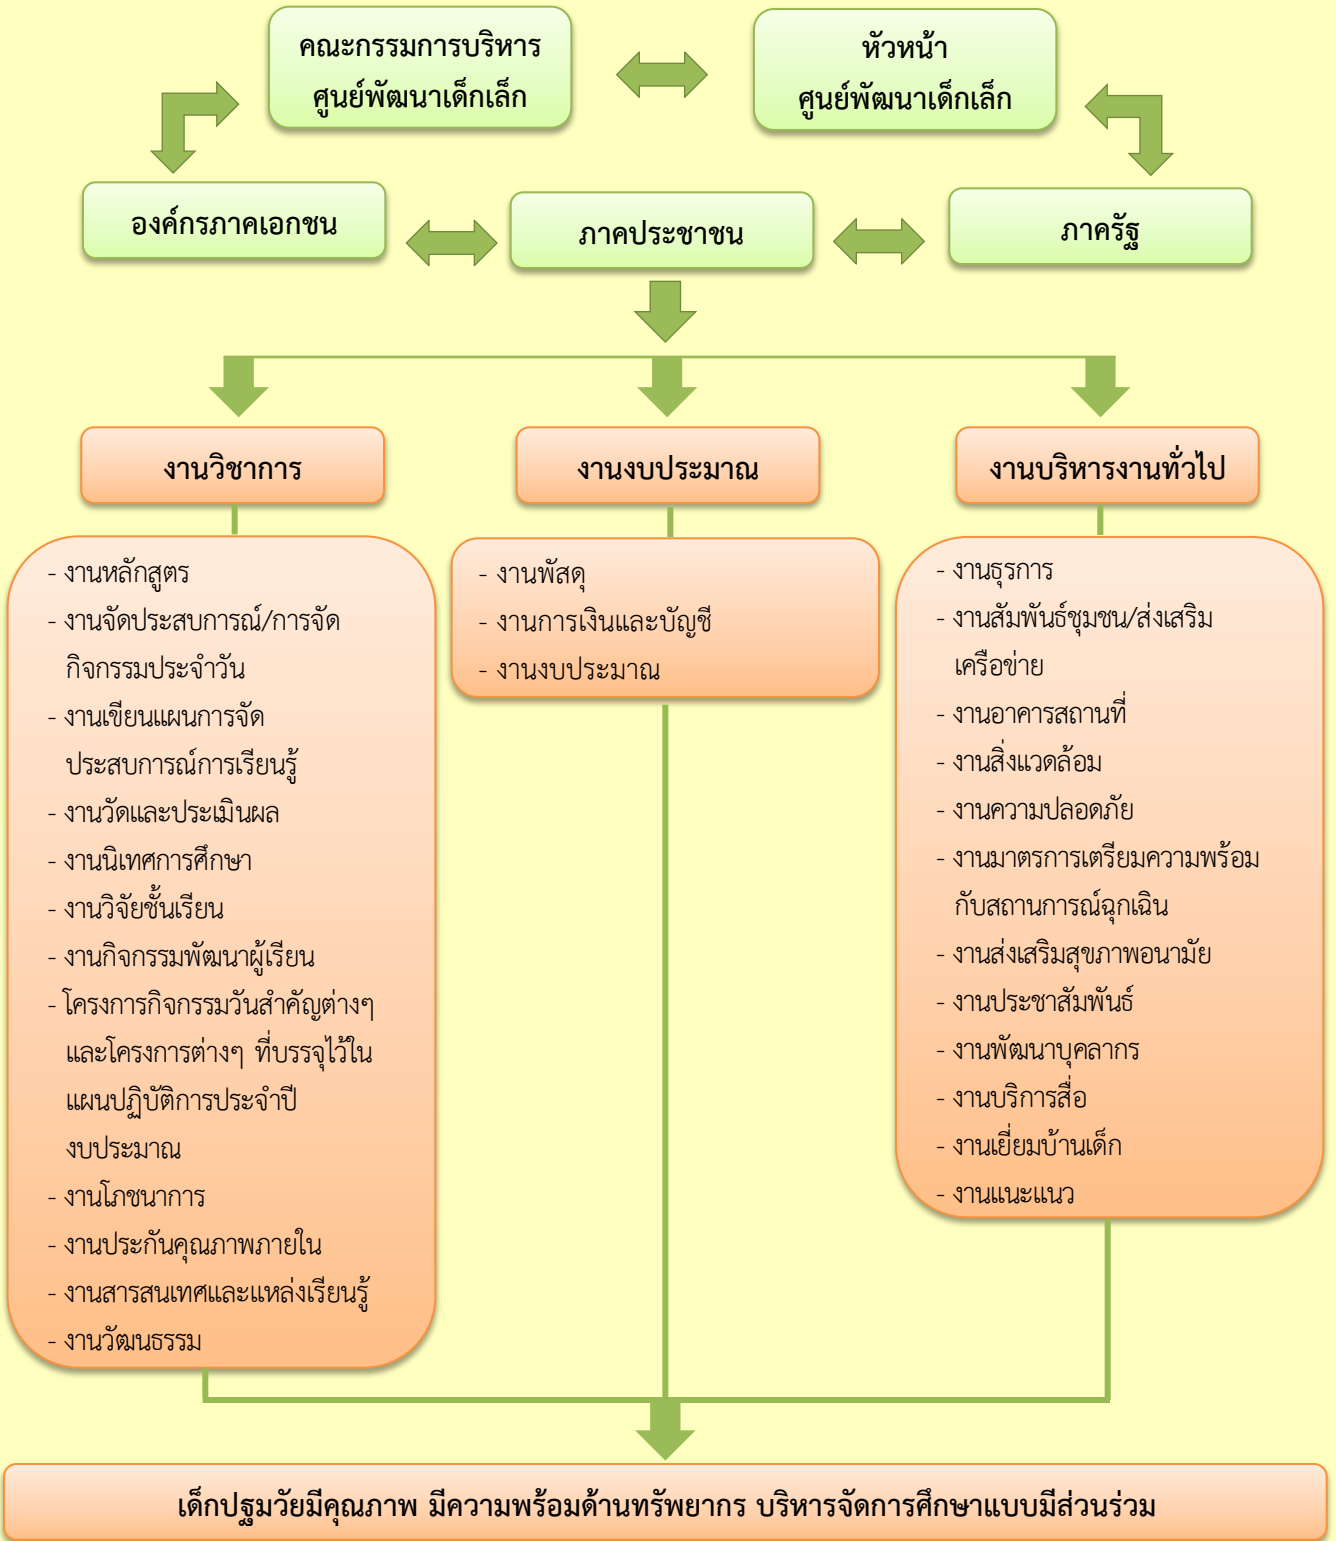 คณะกรรมการบริหาร
ศูนย์พัฒนาเด็กเล็ก
หัวหน้า
ศูนย์พัฒนาเด็กเล็ก
องค์กรภาคเอกชน
ภาคประชาชน
ภาครัฐ
งานวิชาการ
งานงบประมาณ
งานบริหารงานทั่วไป
- งานหลักสูตร
- งานจัดประสบการณ์/การจัด
กิจกรรมประจำวัน
- งานเขียนแผนการจัด
ประสบการณ์การเรียนรู้
- งานวัดและประเมินผล
- งานนิเทศการศึกษา
- งานวิจัยชั้นเรียน
- งานกิจกรรมพัฒนาผู้เรียน
- โครงการกิจกรรมวันสำคัญต่างๆ
และโครงการต่างๆ ที่บรรจุไว้ใน
แผนปฏิบัติการประจำปี
งบประมาณ
- งานโภชนาการ
- งานประกันคุณภาพภายใน
- งานสารสนเทศและแหล่งเรียนรู้
- งานวัฒนธรรม
- งานพัสดุ
- งานการเงินและบัญชี
- งานงบประมาณ
- งานธุรการ
- งานสัมพันธ์ชุมชน/ส่งเสริม
เครือข่าย
- งานอาคารสถานที่
- งานสิ่งแวดล้อม
- งานความปลอดภัย
- งานมาตรการเตรียมความพร้อม
กับสถานการณ์ฉุกเฉิน
- งานส่งเสริมสุขภาพอนามัย
- งานประชาสัมพันธ์
- งานพัฒนาบุคลากร
- งานบริการสื่อ
- งานเยี่ยมบ้านเด็ก
- งานแนะแนว
เด็กปฐมวัยมีคุณภาพ มีความพร้อมด้านทรัพยากร บริหารจัดการศึกษาแบบมีส่วนร่วม